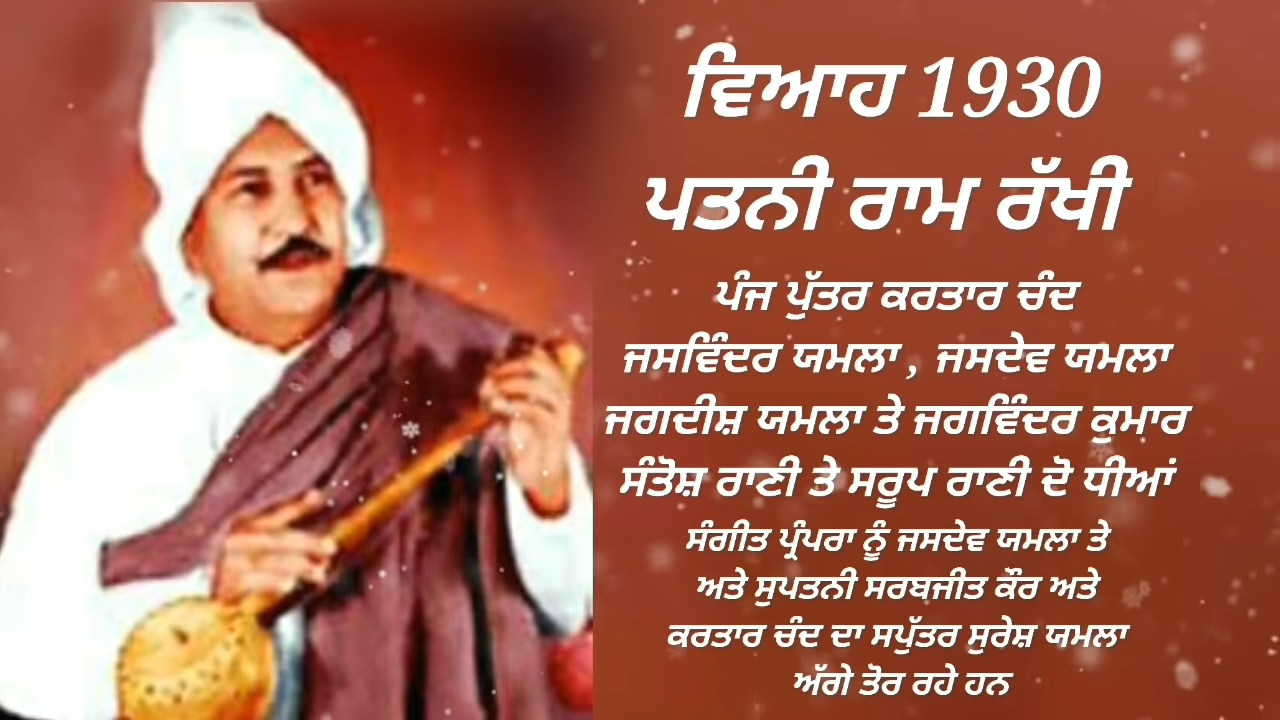 ਵਿਆਹ 1930
ਪਤਨੀ ਰਾਮ ਰੱਖੀ
ਪੰਜ ਪੁੱਤਰ ਕਰਤਾਰ ਚੰਦ
ਜਸਵਿੰਦਰ ਯਮਲਾ , ਜਸਦੇਵ ਯਮਲਾ
ਜਗਦੀਸ਼ ਯਮਲਾ ਤੇ ਜਗਵਿੰਦਰ ਕੁਮਾਰ
ਸੰਤੋਸ਼ ਰਾਣੀ ਤੇ ਸਰੂਪ ਰਾਣੀ ਦੋ ਧੀਆਂ
ਸੰਗੀਤ ਪ੍ਰੰਪਰਾ ਨੂੰ ਜਸਦੇਵ ਯਮਲਾ ਤੇ
ਅਤੇ ਸੁਪਤਨੀ ਸਰਬਜੀਤ ਕੌਰ ਅਤੇ
ਕਰਤਾਰ ਚੰਦ ਦਾ ਸਪੁੱਤਰ ਸੁਰੇਸ਼ ਯਮਲਾ
ਅੱਗੇ ਤੋਰ ਰਹੇ ਹਨ